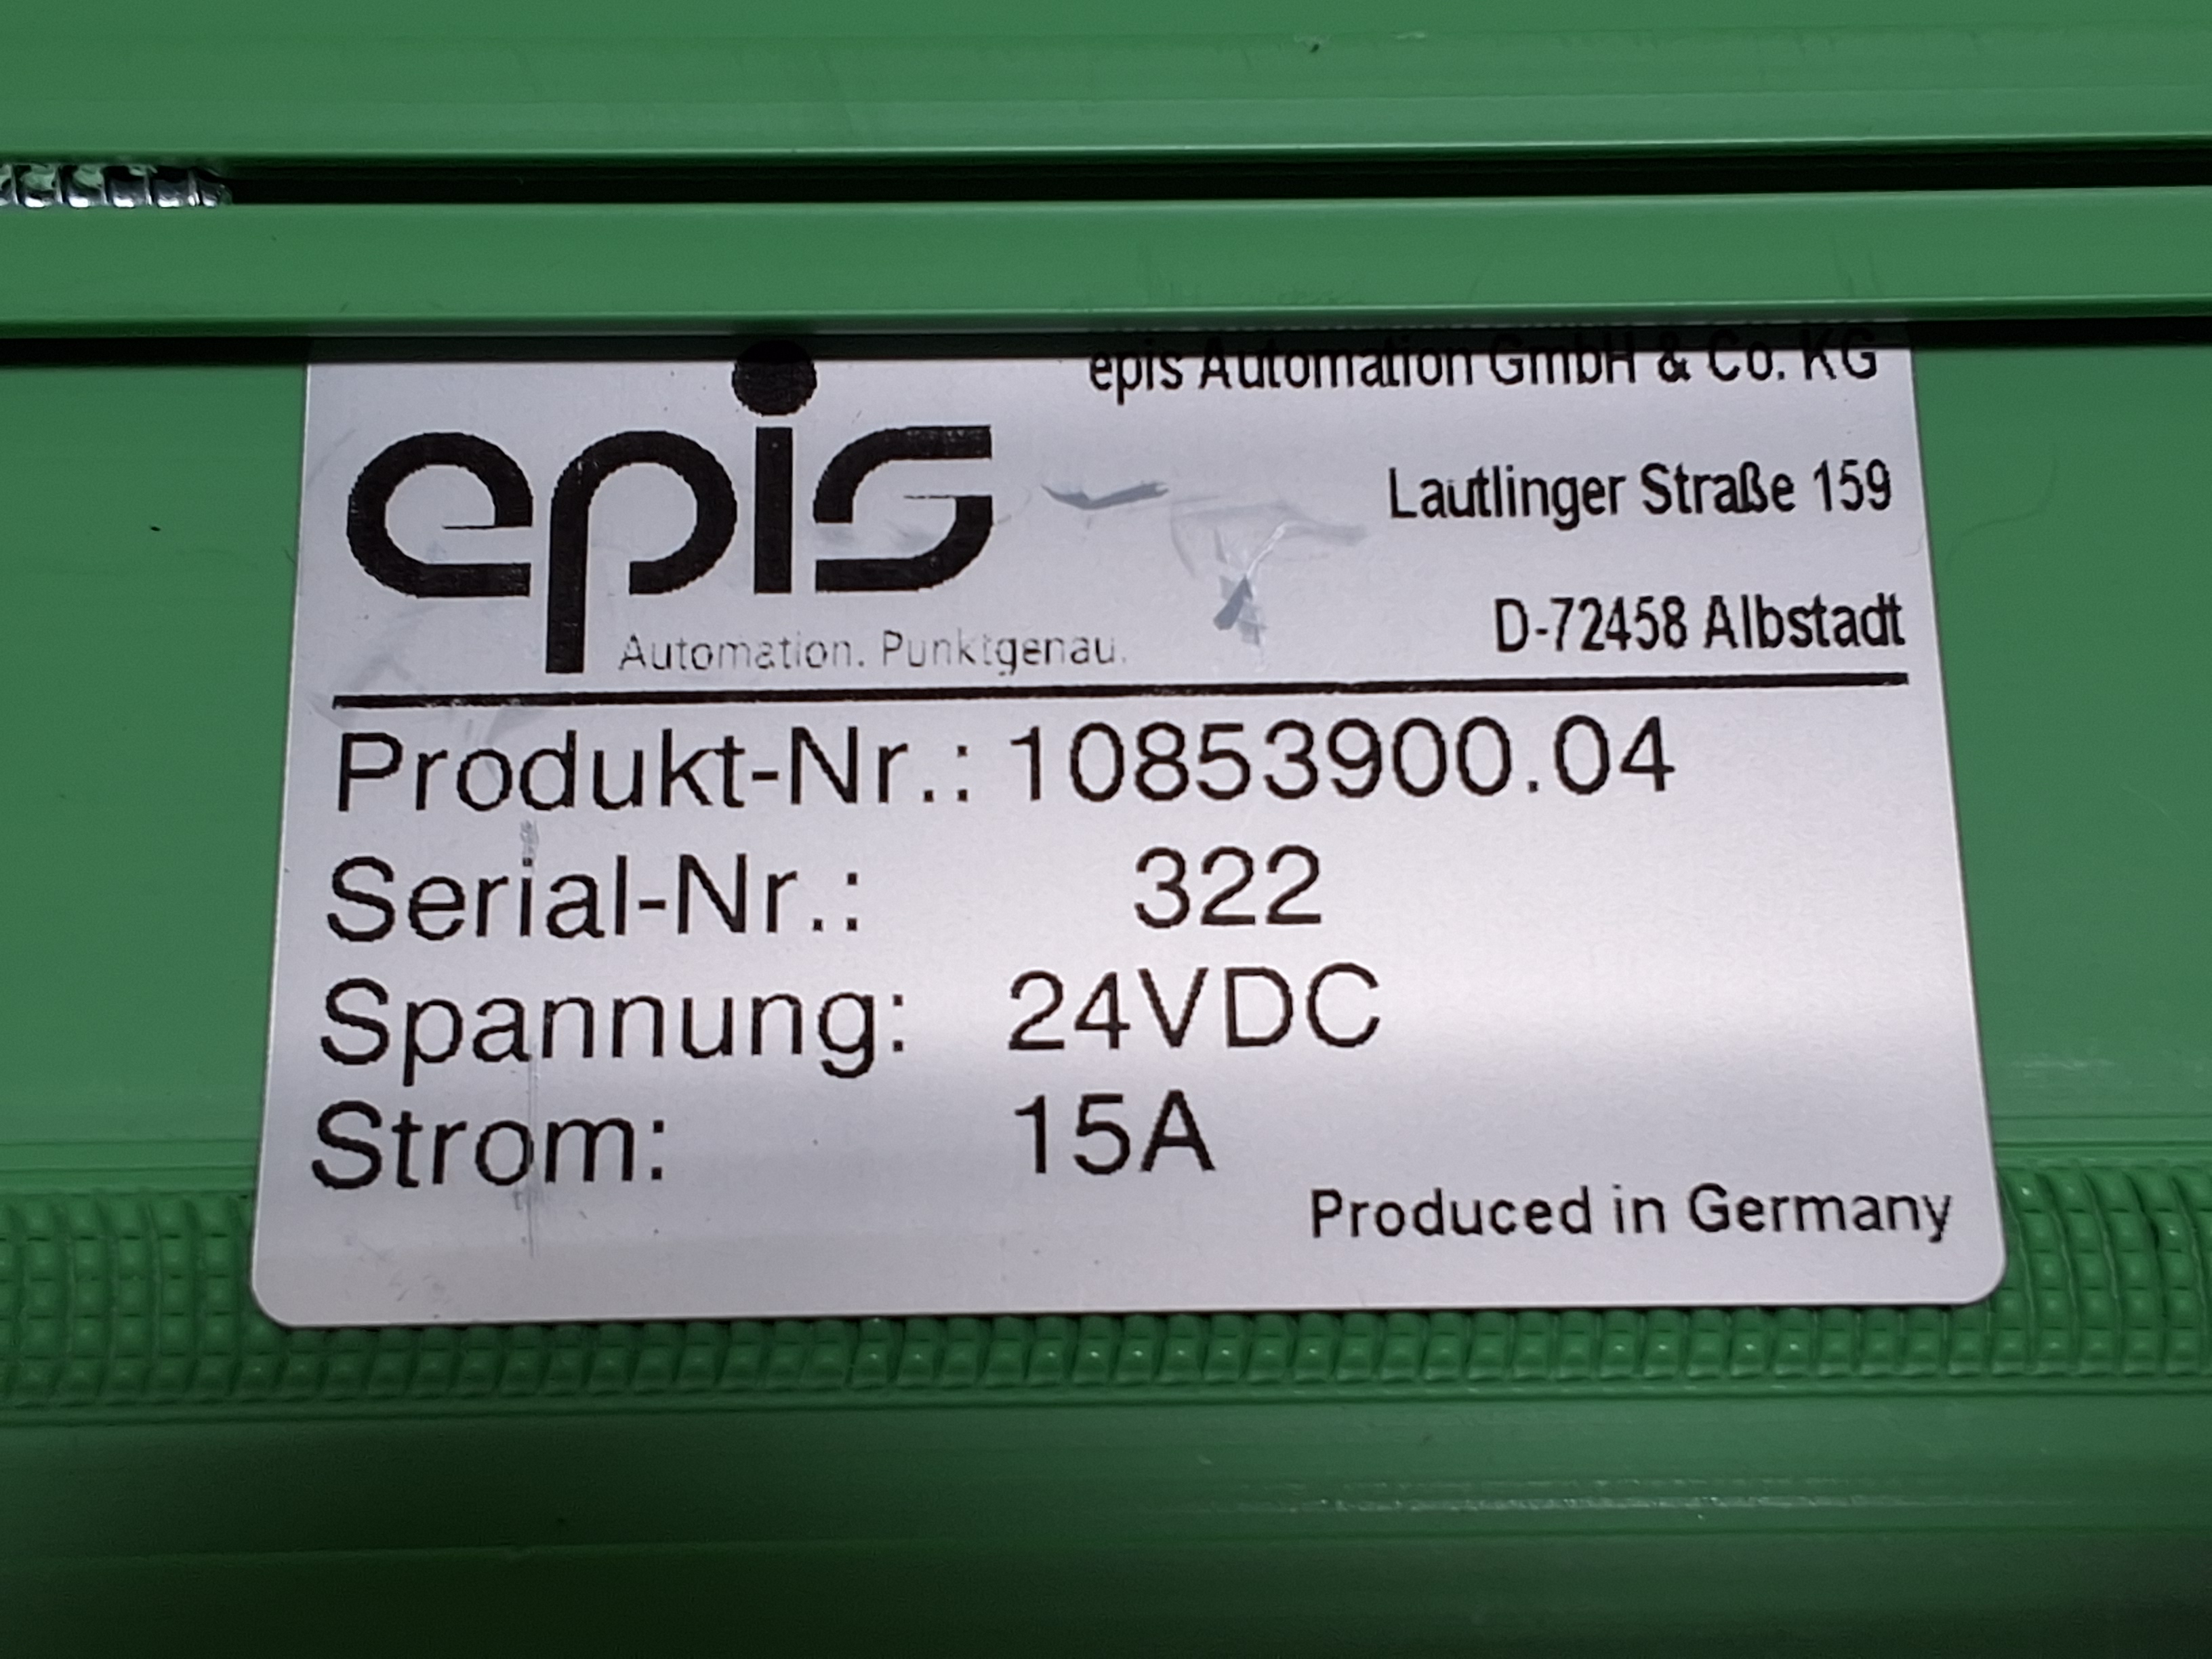 epis Automation GmbH & Co. KG
epis
Lautlinger Straße 159
D-72458 Albstadt
Automation. Punktgenau.
Produkt-Nr.: 10853900.04
Serial-Nr.: 322
Spannung: 24VDC
Strom: 15A
Produced in Germany